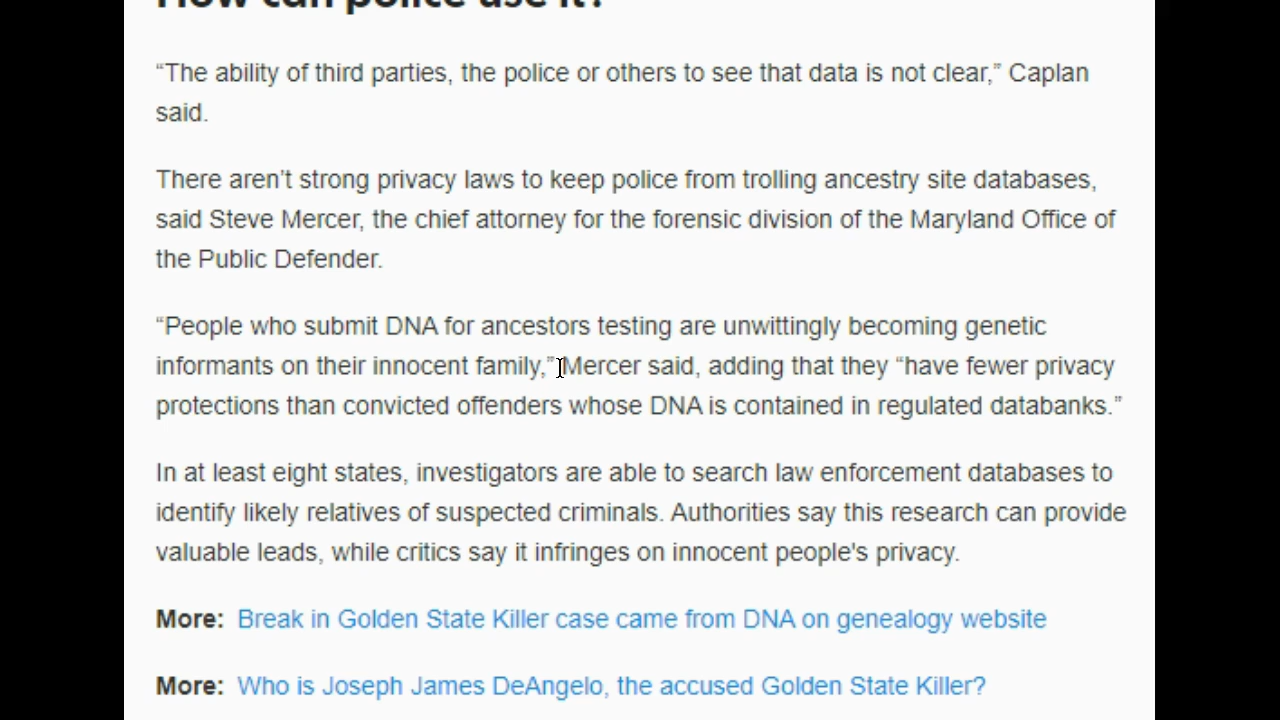 How can police use it?
“The ability of third parties, the police or others to see that data is not clear,” Caplan
said.
There aren’t strong privacy laws to keep police from trolling ancestry site databases,
said Steve Mercer, the chief attorney for the forensic division of the Maryland Office of
the Public Defender.
“People who submit DNA for ancestors testing are unwittingly becoming genetic
informants on their innocent family,” Mercer said, adding that they “have fewer privacy
protections than convicted offenders whose DNA is contained in regulated databanks.”
In at least eight states, investigators are able to search law enforcement databases to
identify likely relatives of suspected criminals. Authorities say this research can provide
valuable leads, while critics say it infringes on innocent people's privacy.
More: Break in Golden State Killer case came from DNA on genealogy website
More: Who is Joseph James DeAngelo, the accused Golden State Killer?